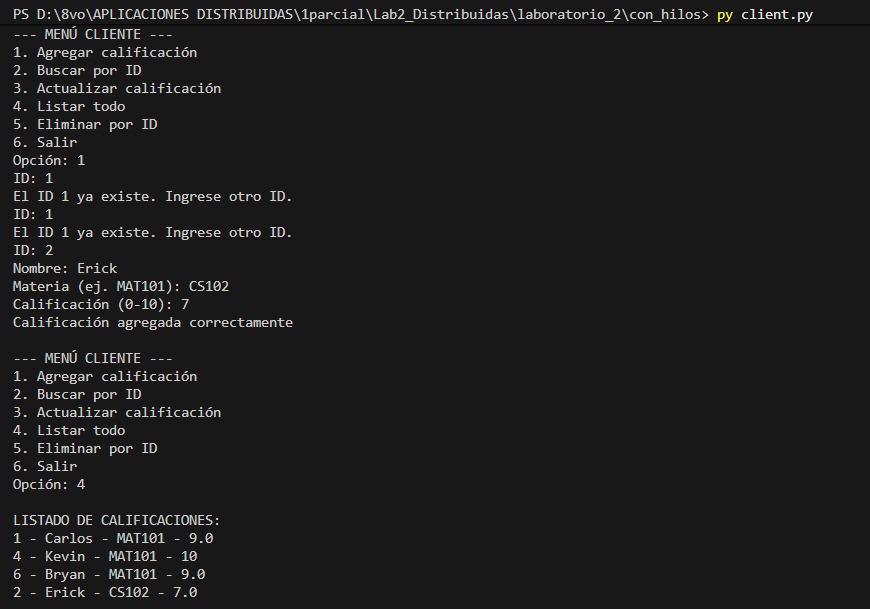 PS D:\8vo\APLICACIONES DISTRIBUIDAS\1parcial\Lab2_Distribuidas\laboratorio_2\con_hilos> py client.py
--- MENÚ CLIENTE ---
1. Agregar calificación
2. Buscar por ID
3. Actualizar calificación
4. Listar todo
5. Eliminar por ID
6. Salir
Opción: 1
ID: 1
El ID 1 ya existe. Ingrese otro ID.
ID: 1
El ID 1 ya existe. Ingrese otro ID.
ID: 2
Nombre: Erick
Materia (ej. MAT101): CS102
Calificación (0-10): 7
Calificación agregada correctamente

--- MENÚ CLIENTE ---
1. Agregar calificación
2. Buscar por ID
3. Actualizar calificación
4. Listar todo
5. Eliminar por ID
6. Salir
Opción: 4

LISTADO DE CALIFICACIONES:
1 - Carlos - MAT101 - 9.0
4 - Kevin - MAT101 - 10
6 - Bryan - MAT101 - 9.0
2 - Erick - CS102 - 7.0